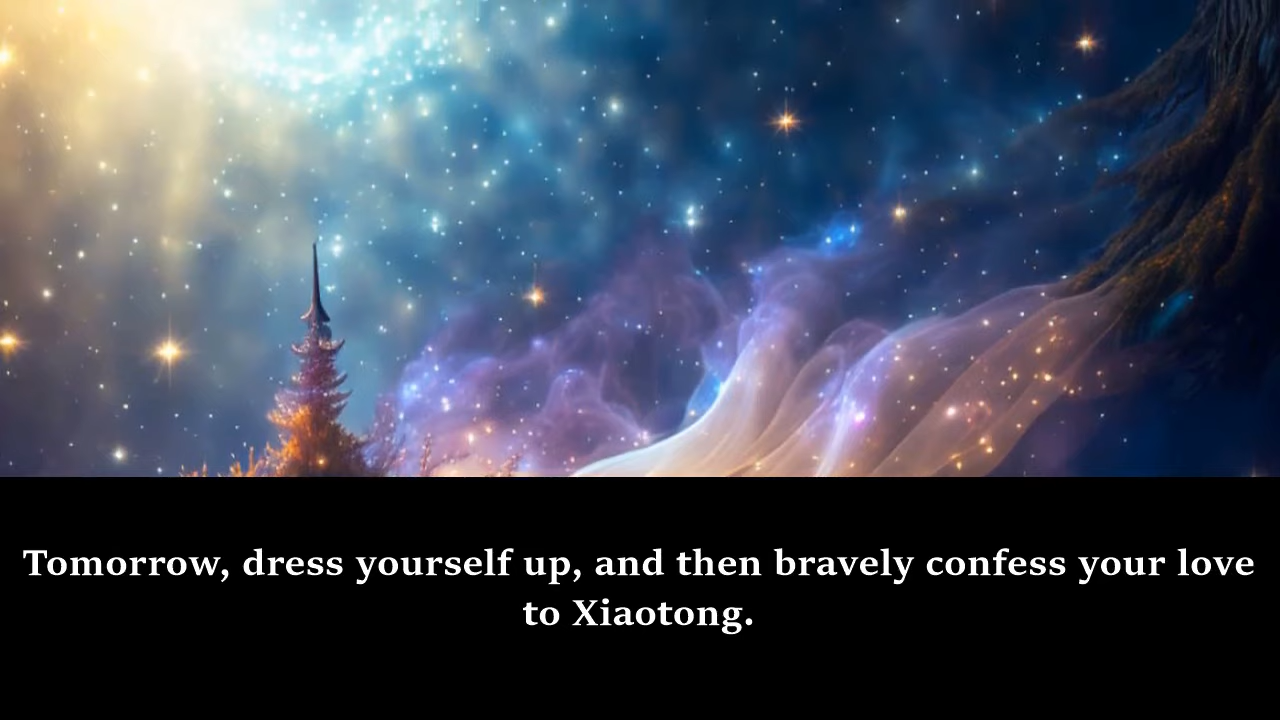 Tomorrow, dress yourself up, and then bravely confess your love
to Xiaotong.